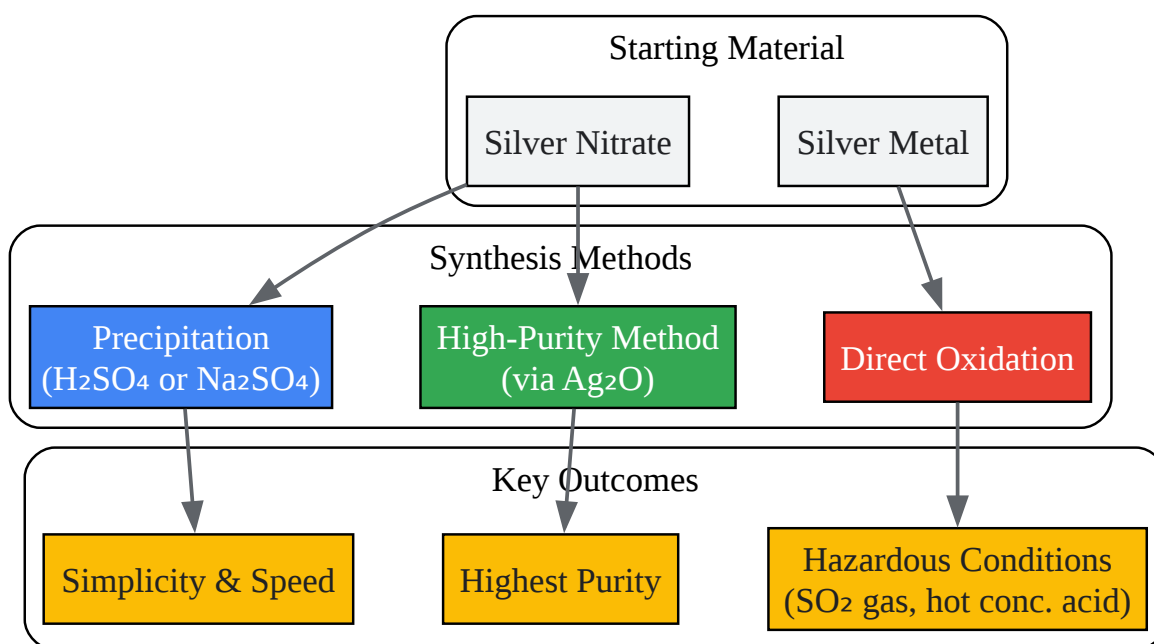 Starting Material
Silver Nitrate
Silver Metal
Synthesis Methods
Precipitation
(H₂SO₄ or Na₂SO₄)
High-Purity Method
(via Ag₂O)
Direct Oxidation
Key Outcomes
Simplicity & Speed
Highest Purity
Hazardous Conditions
(SO₂ gas, hot conc. acid)